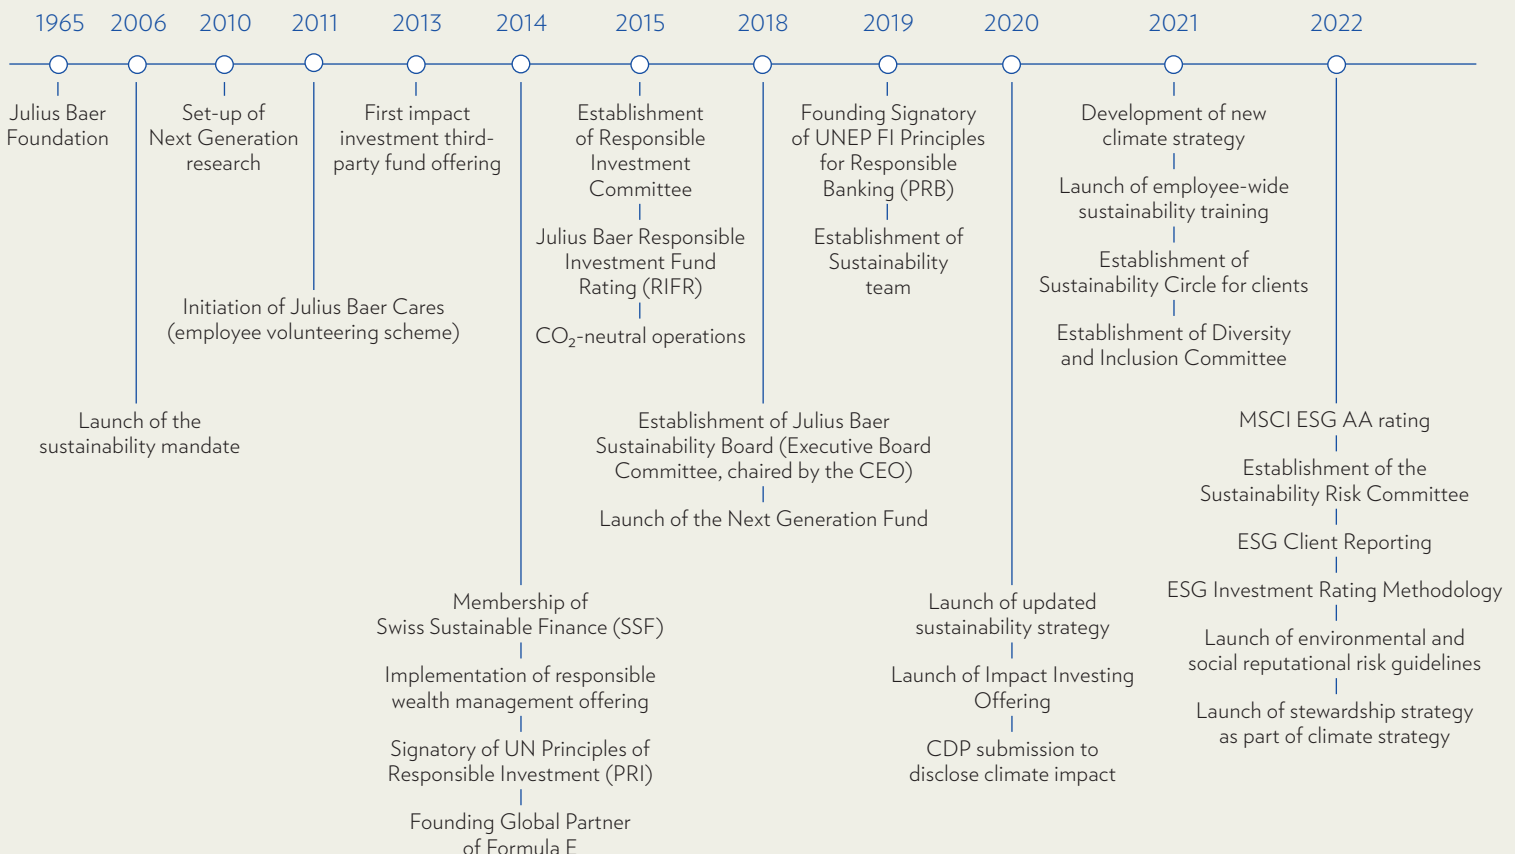 1965
2006
2010
2011
2013
2014
2015
2018
2019
2020
2021
2022
Julius Baer
Foundation
Launch of the
sustainability mandate
Set-up of
Next Generation
research
Initiation of Julius Baer Cares
(employee volunteering scheme)
First impact
investment third-
party fund offering
Membership of
Swiss Sustainable Finance (SSF)
Implementation of responsible
wealth management offering
Signatory of UN Principles of
Responsible Investment (PRI)
Founding Global Partner
of Formula E
Establishment
of Responsible
Investment
Committee
Julius Baer Responsible
Investment Fund
Rating (RIFR)
CO₂-neutral operations
Establishment of Julius Baer
Sustainability Board (Executive Board
Committee, chaired by the CEO)
Launch of the Next Generation Fund
Founding Signatory
of UNEP FI Principles
for Responsible
Banking (PRB)
Establishment of
Sustainability
team
Launch of updated
sustainability strategy
Launch of Impact Investing
Offering
CDP submission to
disclose climate impact
Development of new
climate strategy
Launch of employee-wide
sustainability training
Establishment of
Sustainability Circle for clients
Establishment of Diversity
and Inclusion Committee
MSCI ESG AA rating
Establishment of the
Sustainability Risk Committee
ESG Client Reporting
ESG Investment Rating Methodology
Launch of environmental and
social reputational risk guidelines
Launch of stewardship strategy
as part of climate strategy